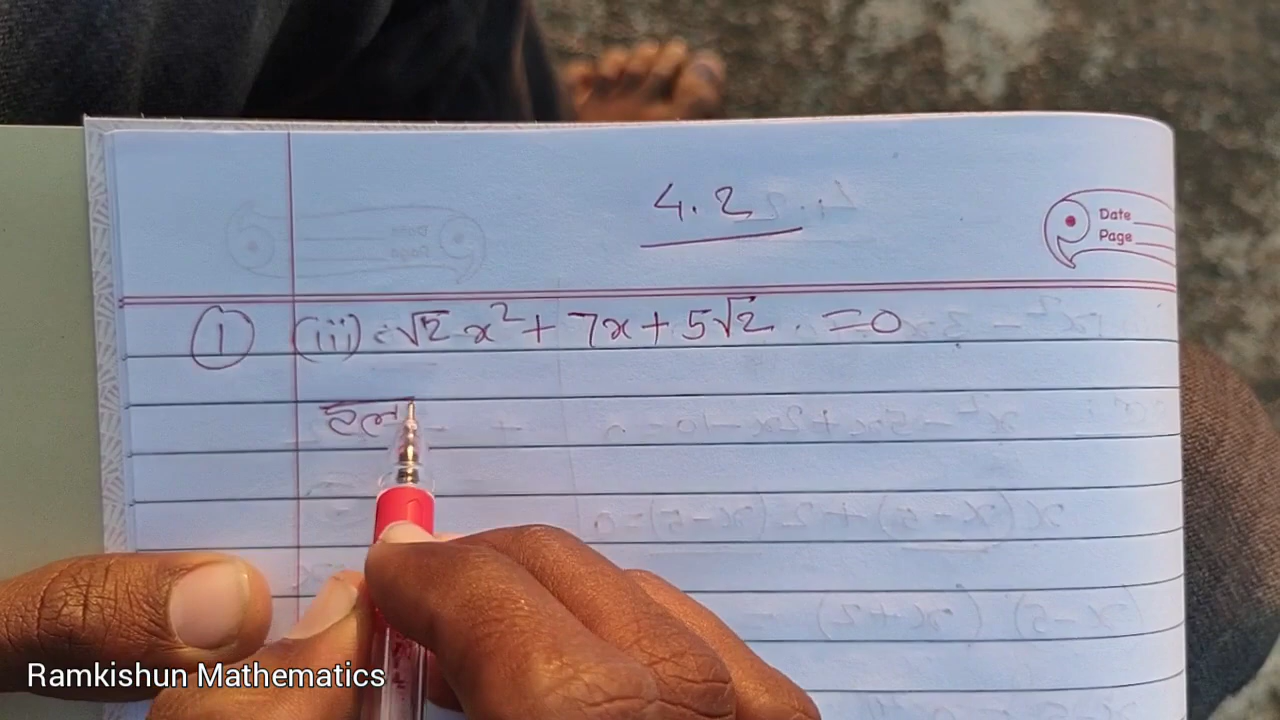 4.2
Date
Page
① (iii) √2 x² + 7x + 5√2 . = 0
हल
Ramkishun Mathematics